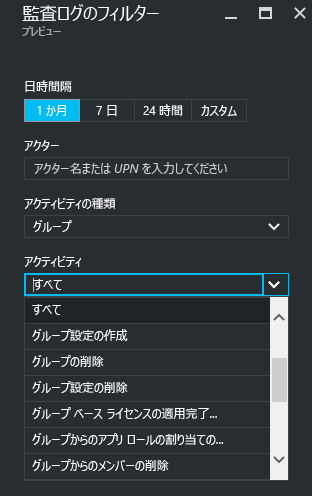 監査ログのフィルター
プレビュー
日時間隔
1 か月 7 日 24 時間 カスタム
アクター
アクター名または UPN を入力してください
アクティビティの種類
グループ
アクティビティ
すべて
すべて
グループ設定の作成
グループの削除
グループ設定の削除
グループ ベース ライセンスの適用完了...
グループからのアプリ ロールの割り当ての...
グループからのメンバーの削除